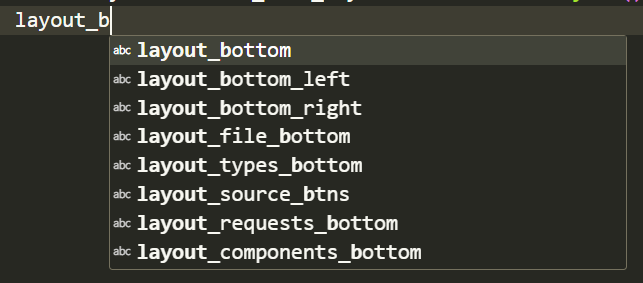 layout_b
abc layout_bottom
abc layout_bottom_left
abc layout_bottom_right
abc layout_file_bottom
abc layout_types_bottom
abc layout_source_btns
abc layout_requests_bottom
abc layout_components_bottom